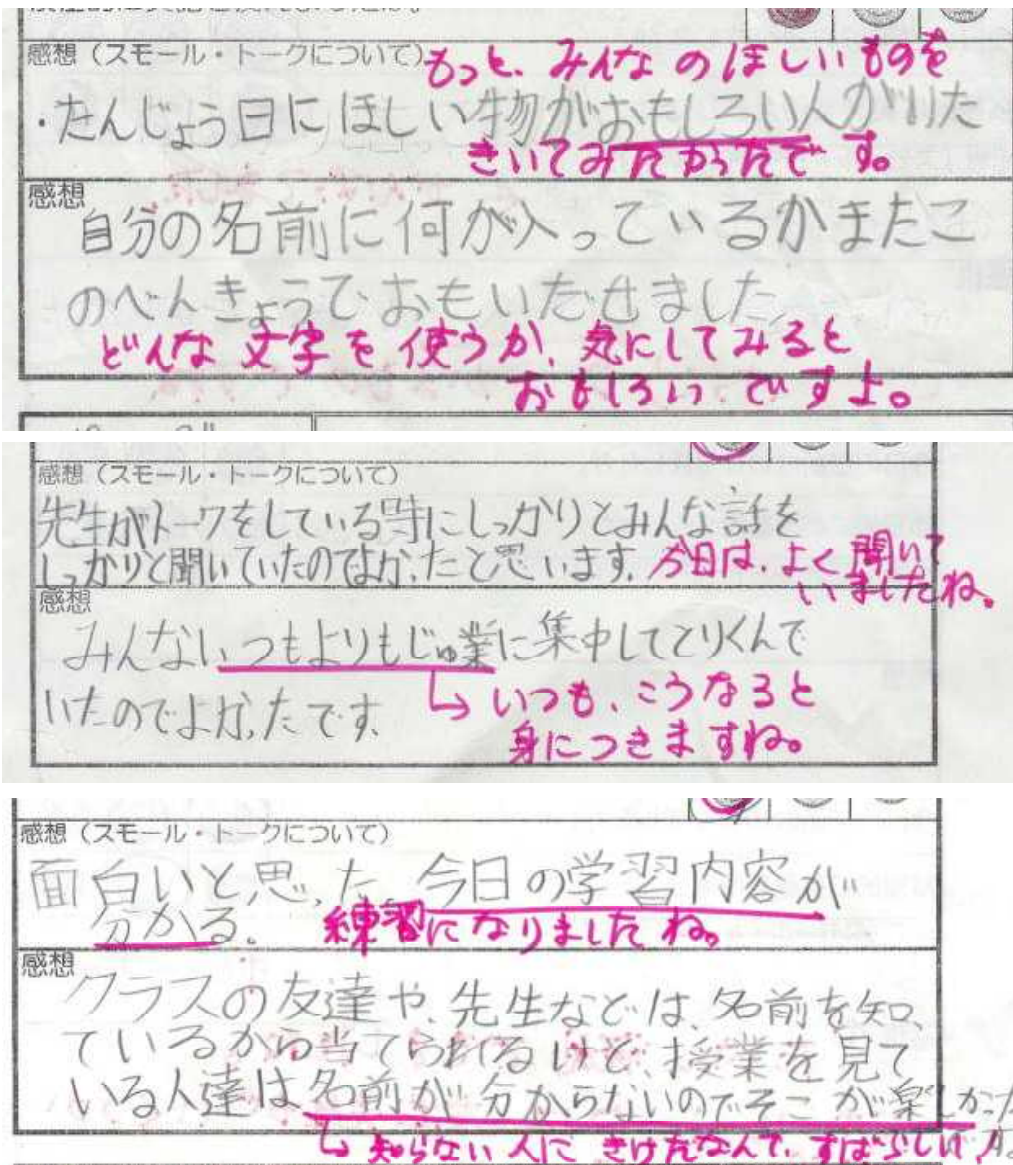 感想（スモール・トークについて）
もっと、みんなのほしいものを
・たんじょう日にほしい物がおもしろい人がいた
きいてみたかったです。
感想
自分の名前に何が入っているかまたこ
のべんきょうでおもいだせました。
どんな文字を使うか、気にしてみると
おもしろいですよ。
感想（スモール・トークについて）
先生がトークをしている時にしっかりとみんな話を
しっかりと聞いていたのでよかったと思います。
今日は、よく聞いて
いましたね。
感想
みんないつもよりもじゅ業に集中してとりくんで
いたのでよかったです。
↳いつも、こうなると
身につきますね。
感想（スモール・トークについて）
面白いと思った。今日の学習内容が
分かる。
練習になりましたね。
感想
クラスの友達や、先生などは、名前を知っ
ているから当てられるけど、授業を見て
いる人達は名前が分からないのでそこが楽しかった
↳知らない人にきけたなんて、すばらしい